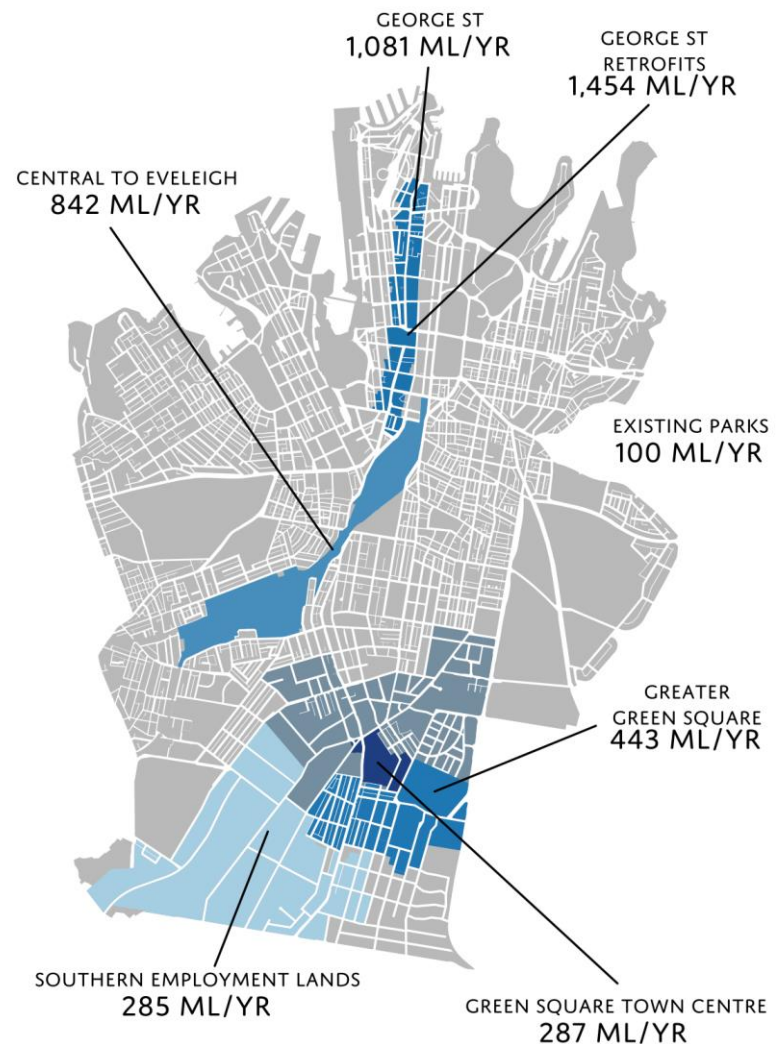 GEORGE ST
1,081 ML/YR
GEORGE ST
RETROFITS
1,454 ML/YR
CENTRAL TO EVELEIGH
842 ML/YR
EXISTING PARKS
100 ML/YR
GREATER
GREEN SQUARE
443 ML/YR
SOUTHERN EMPLOYMENT LANDS
285 ML/YR
GREEN SQUARE TOWN CENTRE
287 ML/YR